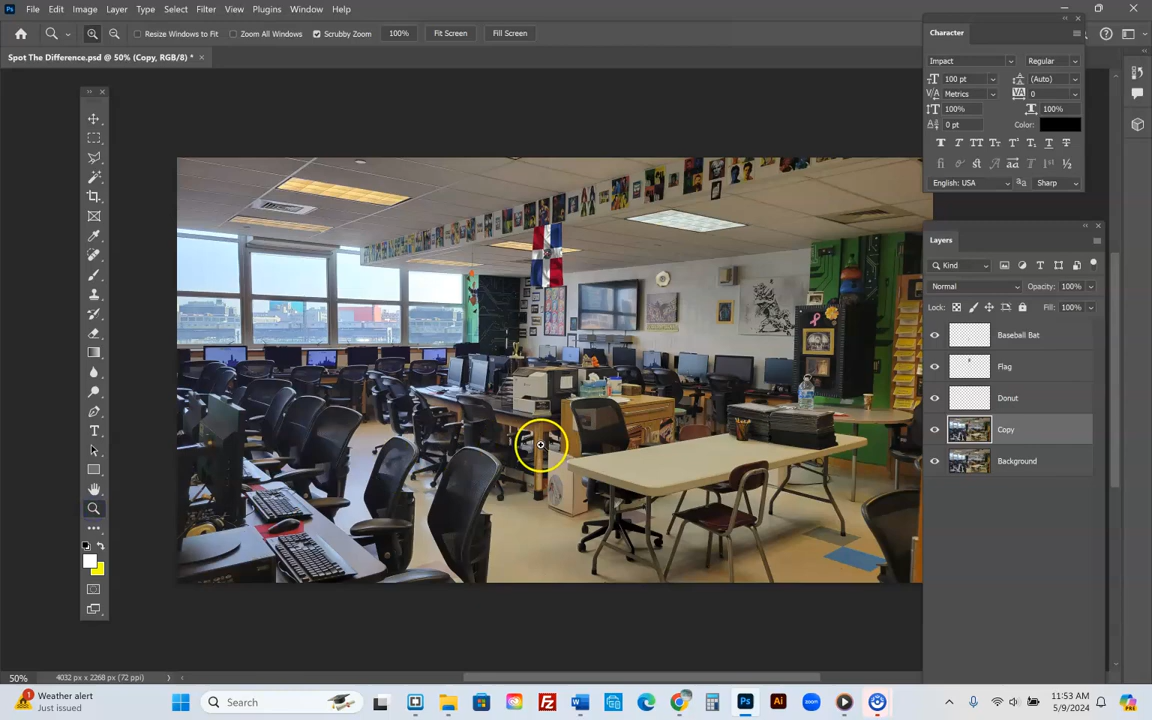 Ps File Edit Image Layer Type Select Filter View Plugins Window Help
Resize Windows to Fit Zoom All Windows Scrubby Zoom 100% Fit Screen Fill Screen
Spot The Difference.psd @ 50% (Copy, RGB/8) *
Character
Impact Regular
100 pt (Auto)
Metrics 0
100% 100%
0 pt Color:
English: USA Sharp
Layers
Kind
Normal Opacity: 100%
Lock: Fill: 100%
Baseball Bat
Flag
Donut
Copy
Background
50% 4032 px x 2268 px (72 ppi)
Weather alert
Just issued
Search
zoom
Ps
Ai
11:53 AM
5/9/2024